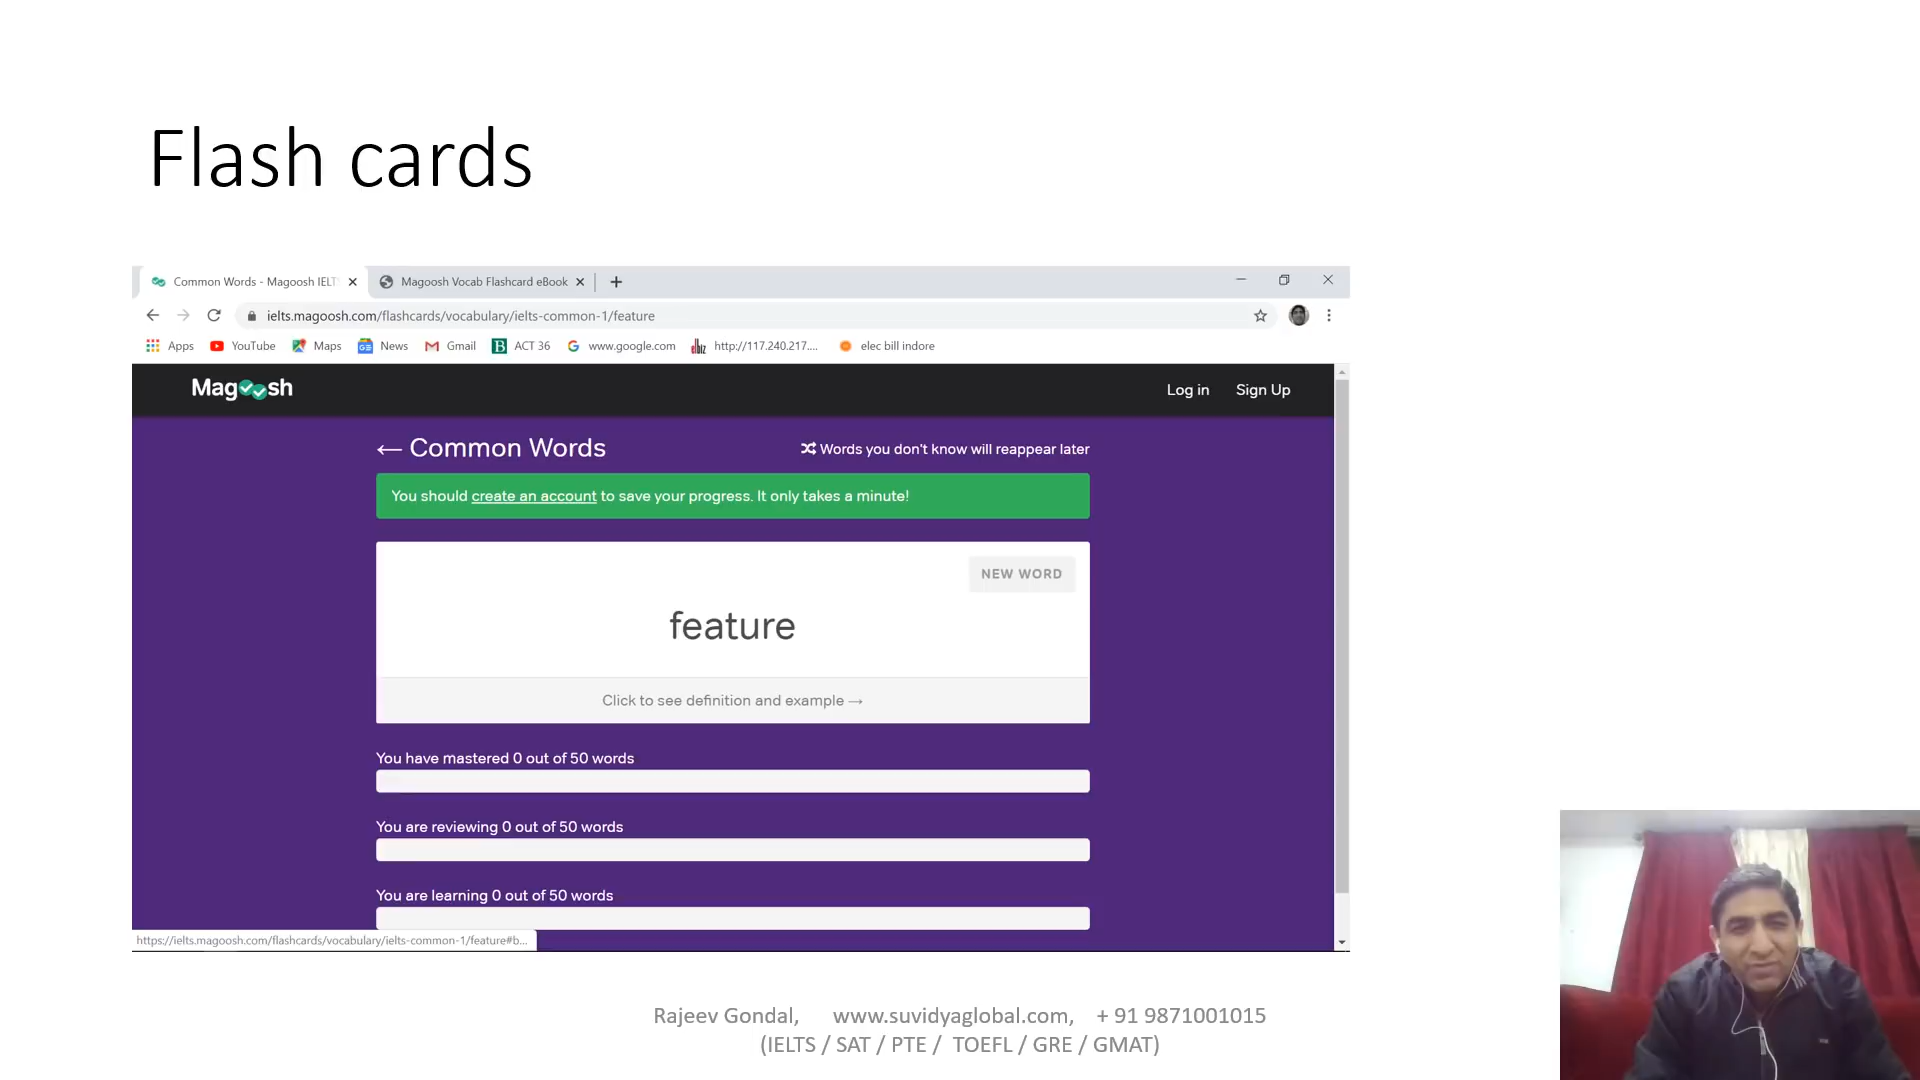 Flash cards
Common Words - Magoosh IELT
Magoosh Vocab Flashcard eBook
ielts.magoosh.com/flashcards/vocabulary/ielts-common-1/feature
Apps YouTube Maps News Gmail ACT 36 www.google.com http://117.240.217.... elec bill indore
Magoosh Log in Sign Up
← Common Words Words you don't know will reappear later
You should create an account to save your progress. It only takes a minute!
NEW WORD
feature
Click to see definition and example →
You have mastered 0 out of 50 words
You are reviewing 0 out of 50 words
You are learning 0 out of 50 words
https://ielts.magoosh.com/flashcards/vocabulary/ielts-common-1/feature#b...
Rajeev Gondal, www.suvidyaglobal.com, + 91 9871001015
(IELTS / SAT / PTE / TOEFL / GRE / GMAT)